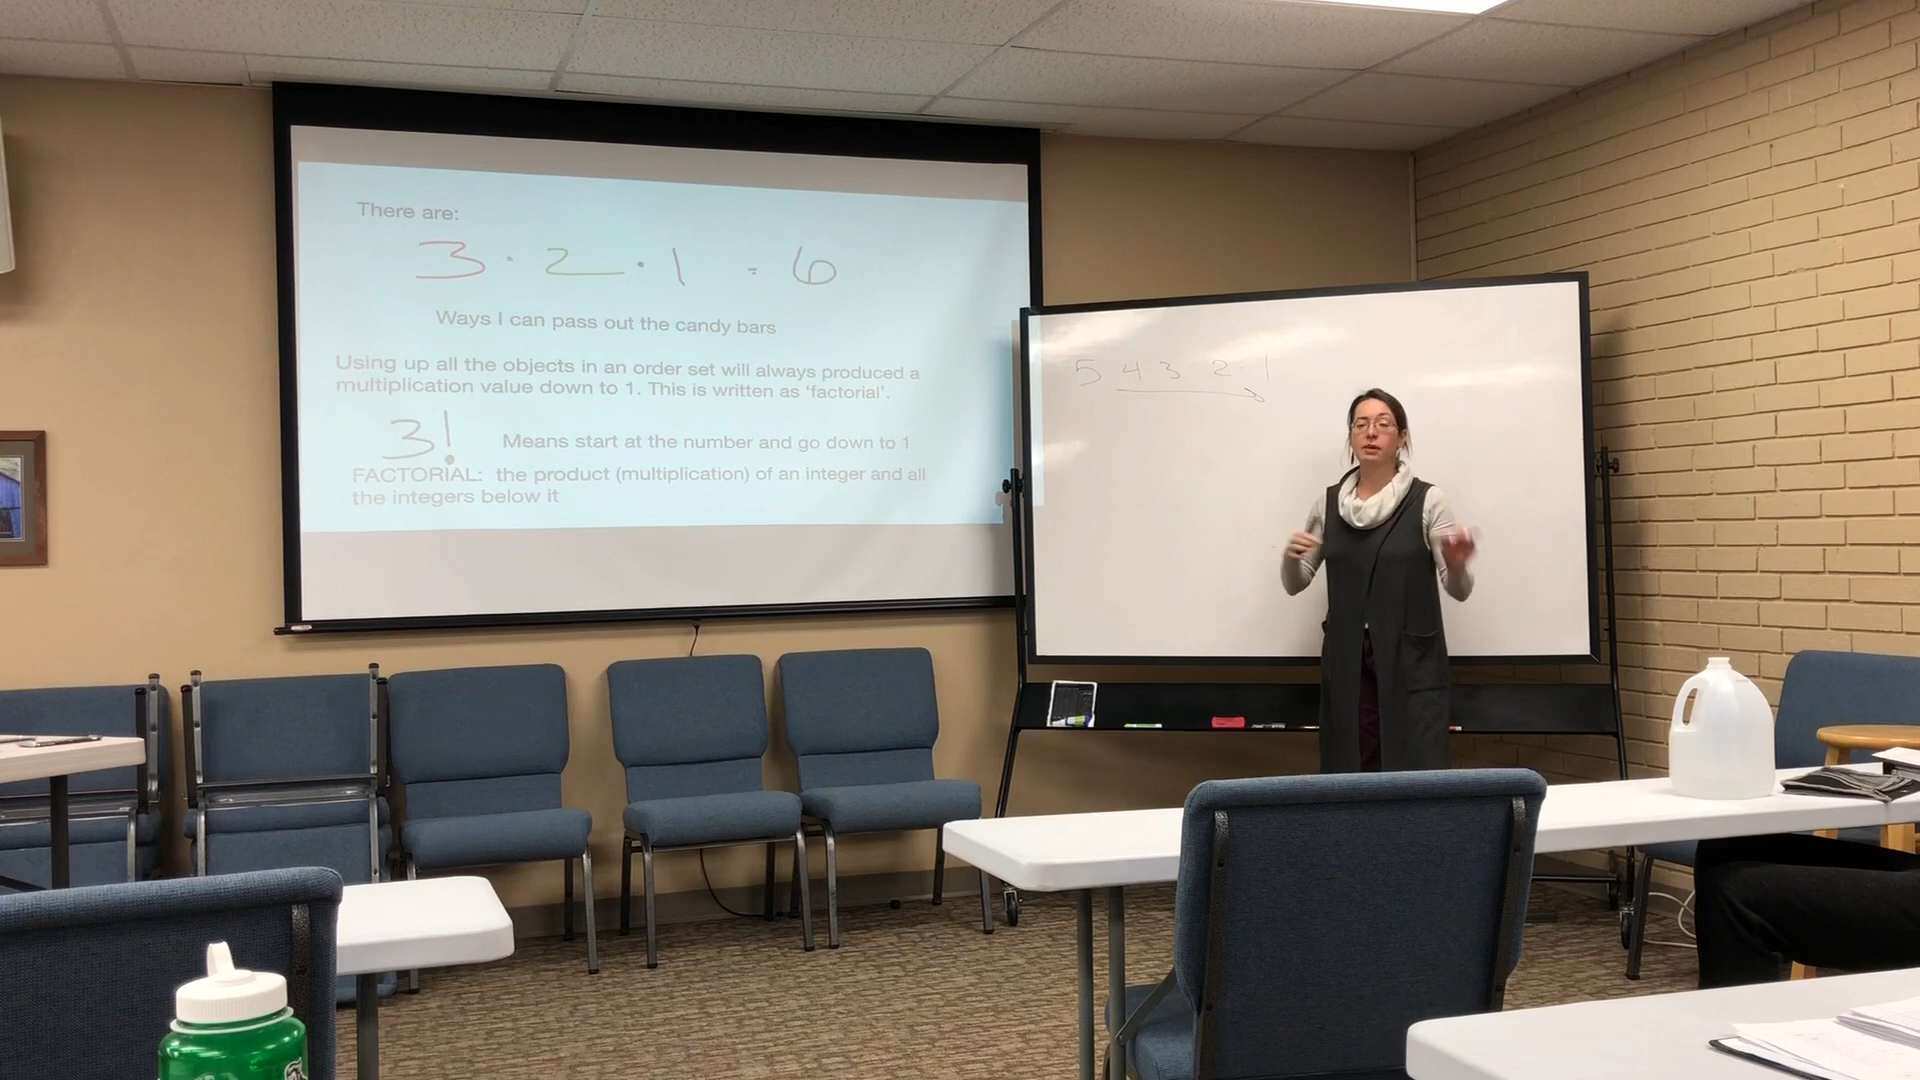 There are:
3 · 2 · 1 = 6
Ways I can pass out the candy bars
Using up all the objects in an order set will always produced a
multiplication value down to 1. This is written as ‘factorial’.
3! Means start at the number and go down to 1
FACTORIAL: the product (multiplication) of an integer and all
the integers below it
5 4 3 · 2 · 1